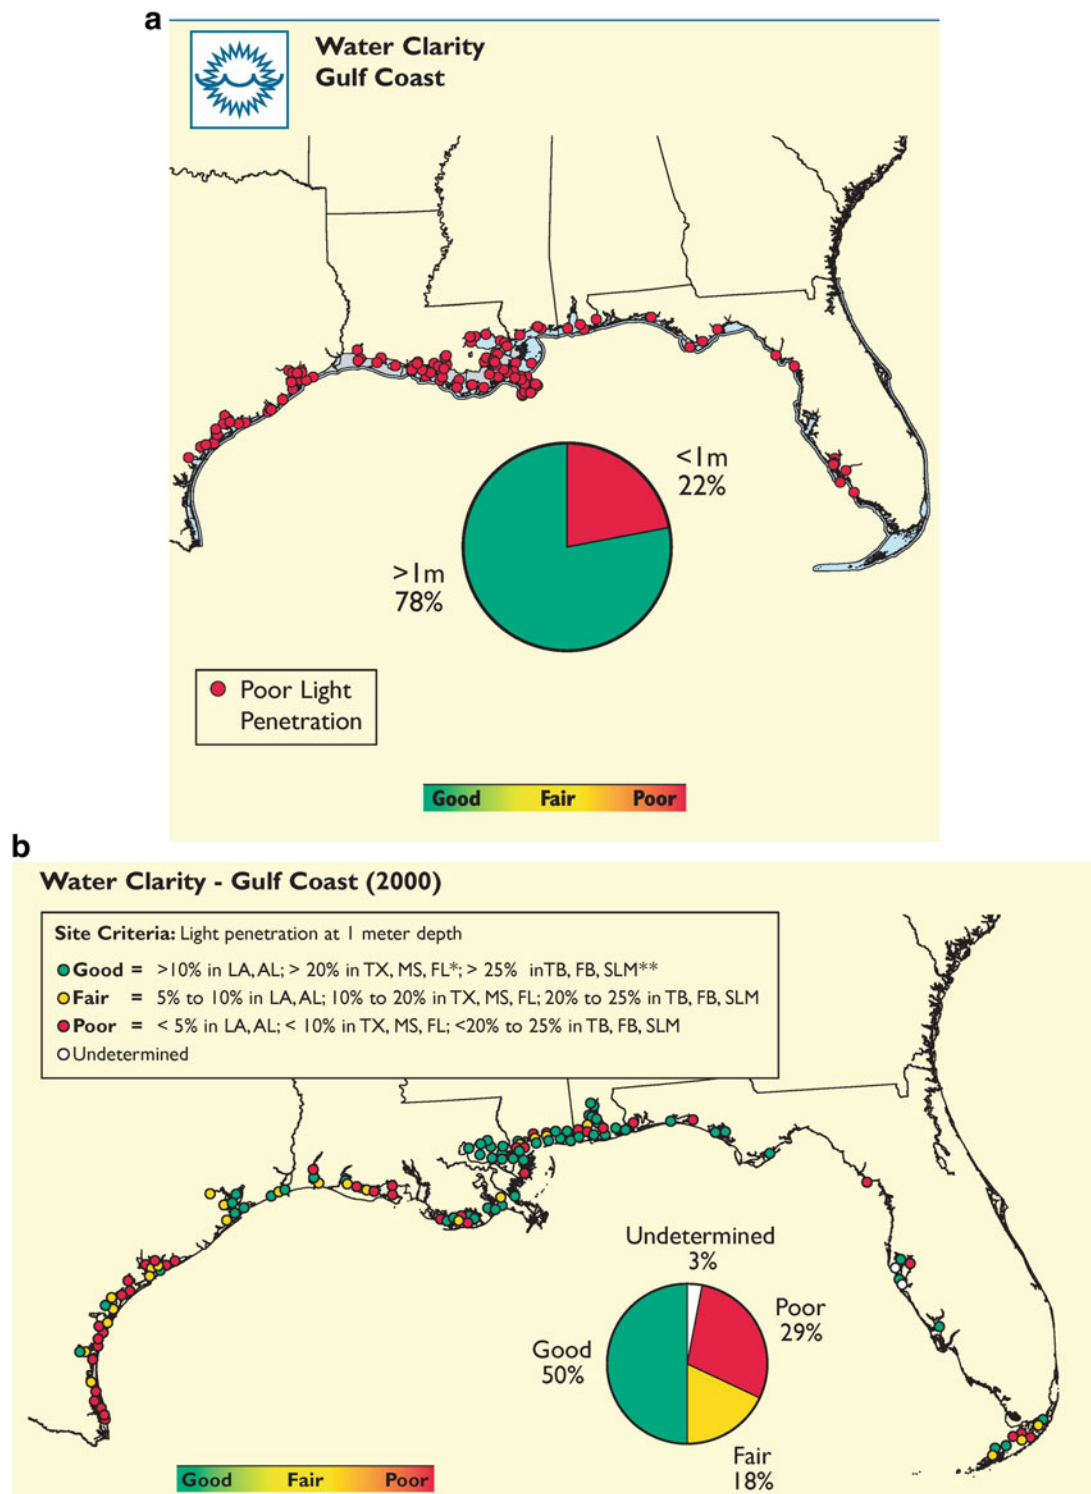 a
Water Clarity
Gulf Coast
<1m
22%
>1m
78%
Poor Light
Penetration
Good Fair Poor
b
Water Clarity - Gulf Coast (2000)
Site Criteria: Light penetration at 1 meter depth
Good = >10% in LA, AL; > 20% in TX, MS, FL*; > 25% inTB, FB, SLM**
Fair = 5% to 10% in LA, AL; 10% to 20% in TX, MS, FL; 20% to 25% in TB, FB, SLM
Poor = < 5% in LA, AL; < 10% in TX, MS, FL; <20% to 25% in TB, FB, SLM
Undetermined
Undetermined
3%
Poor
29%
Good
50%
Fair
18%
Good Fair Poor